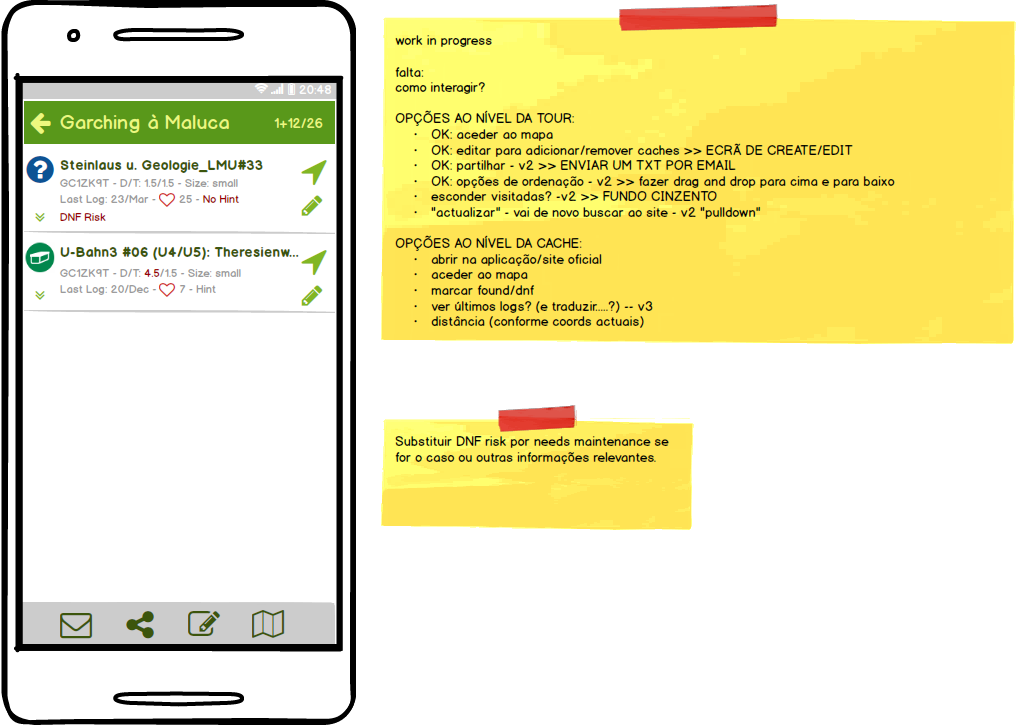 20:48
Garching à Maluca 1+12/26
Steinlaus u. Geologie_LMU#33
GC1ZK9T - D/T: 1.5/1.5 - Size: small
Last Log: 23/Mar - 25 - No Hint
DNF Risk
U-Bahn3 #06 (U4/U5): Theresienw...
GC1ZK9T - D/T: 4.5/1.5 - Size: small
Last Log: 20/Dec - 7 - Hint
work in progress
falta:
como interagir?
OPÇÕES AO NÍVEL DA TOUR:
· OK: aceder ao mapa
· OK: editar para adicionar/remover caches >> ECRÃ DE CREATE/EDIT
· OK: partilhar - v2 >> ENVIAR UM TXT POR EMAIL
· OK: opções de ordenação - v2 >> fazer drag and drop para cima e para baixo
· esconder visitadas? -v2 >> FUNDO CINZENTO
· "actualizar" - vai de novo buscar ao site - v2 "pulldown"
OPÇÕES AO NÍVEL DA CACHE:
· abrir na aplicação/site oficial
· aceder ao mapa
· marcar found/dnf
· ver últimos logs? (e traduzir.....?) -- v3
· distância (conforme coords actuais)
Substituir DNF risk por needs maintenance se
for o caso ou outras informações relevantes.